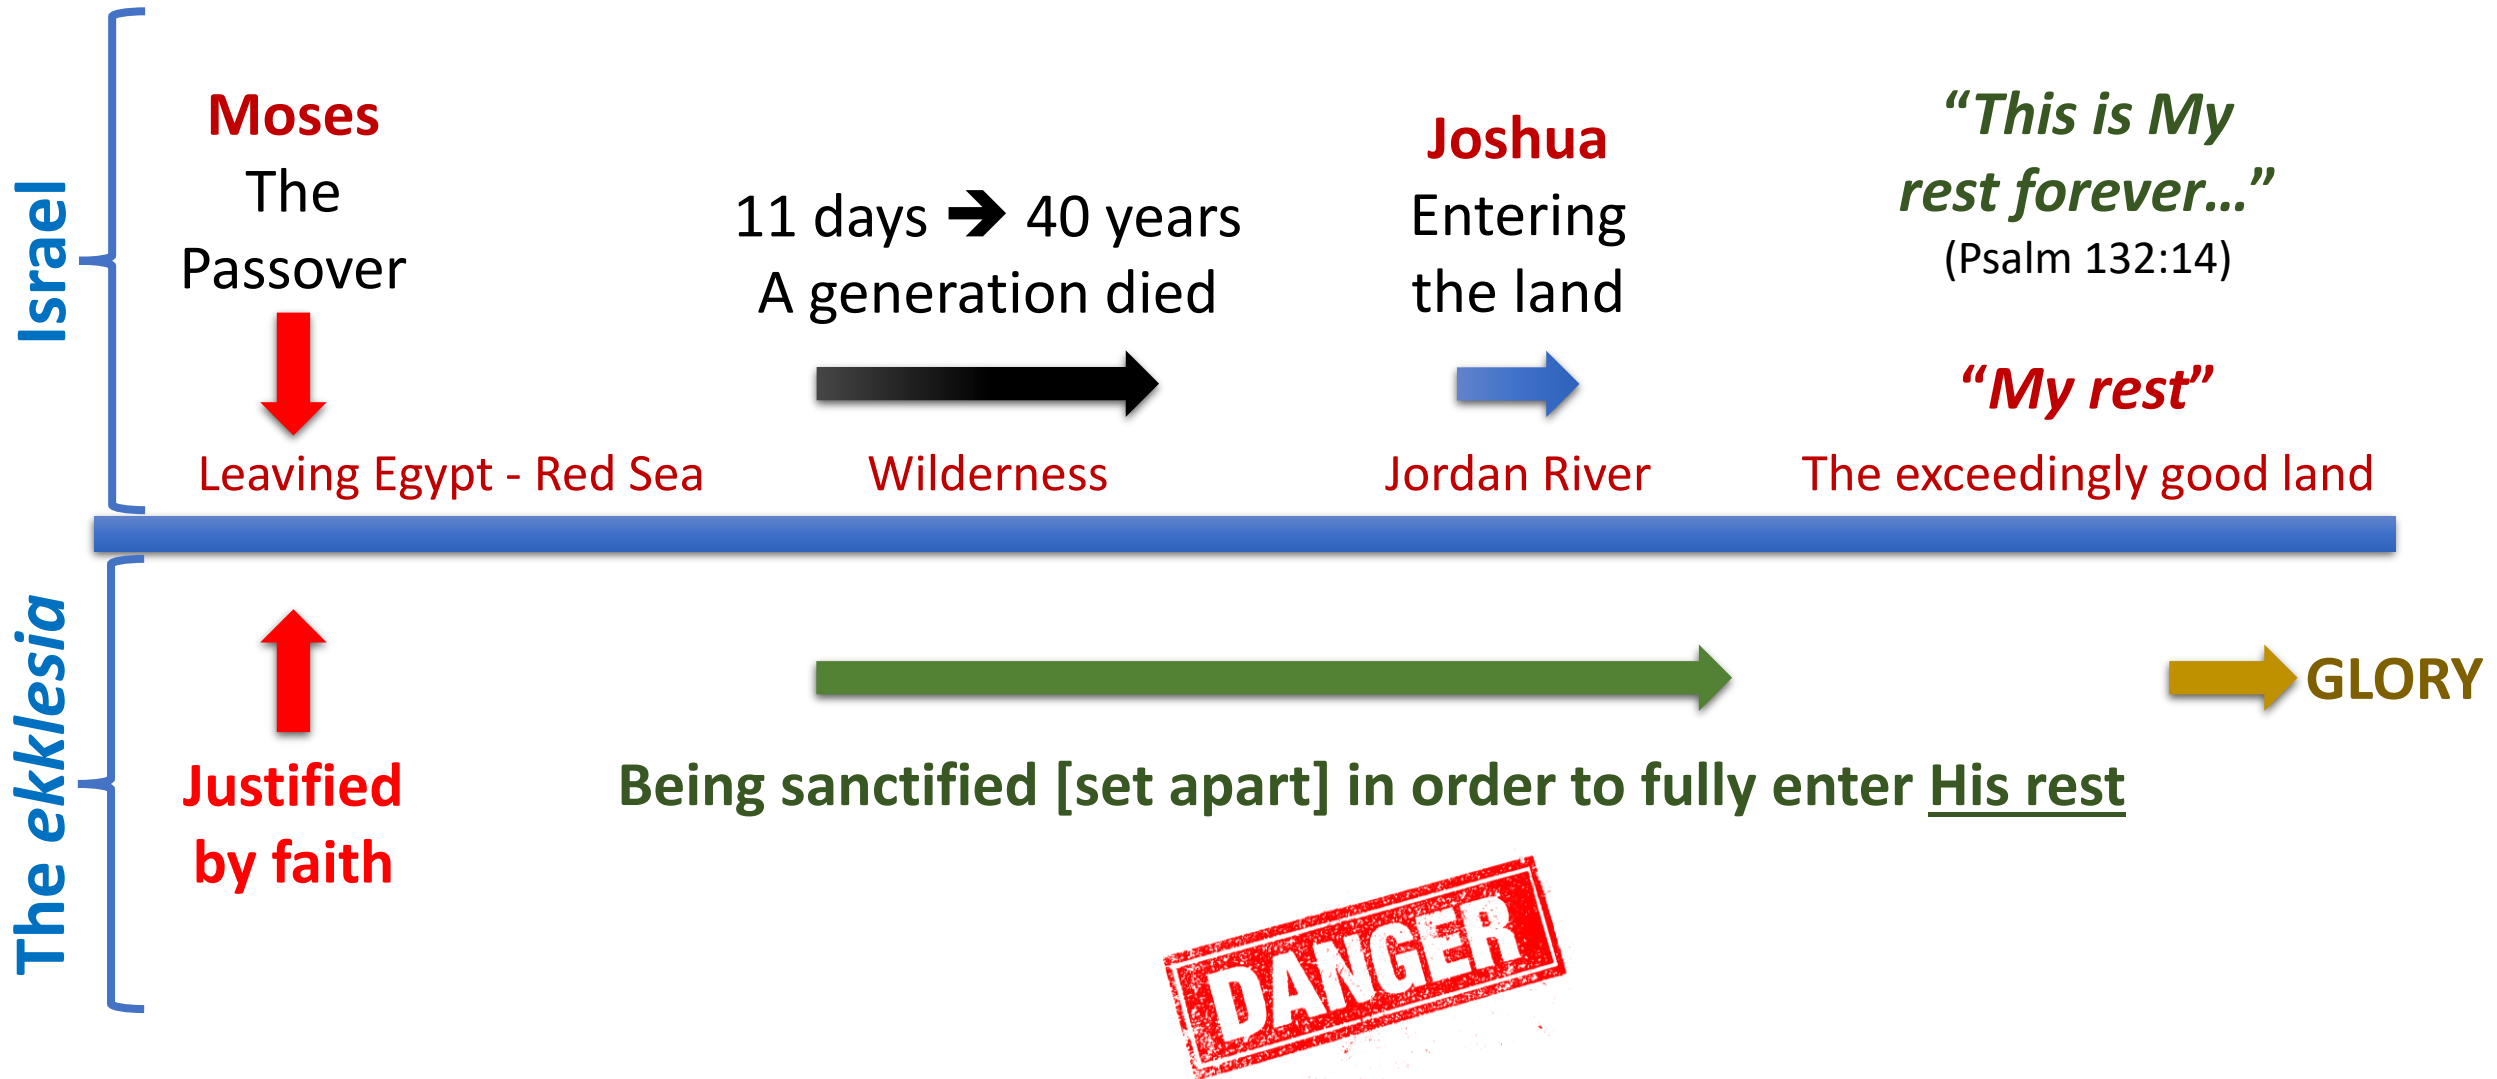 Israel
Moses
The
Passover
11 days → 40 years
A generation died
Joshua
Entering
the land
“This is My
rest forever…”
(Psalm 132:14)
“My rest”
Leaving Egypt - Red Sea
Wilderness
Jordan River
The exceedingly good land
The ekklesia
GLORY
Justified
by faith
Being sanctified [set apart] in order to fully enter His rest
DANGER